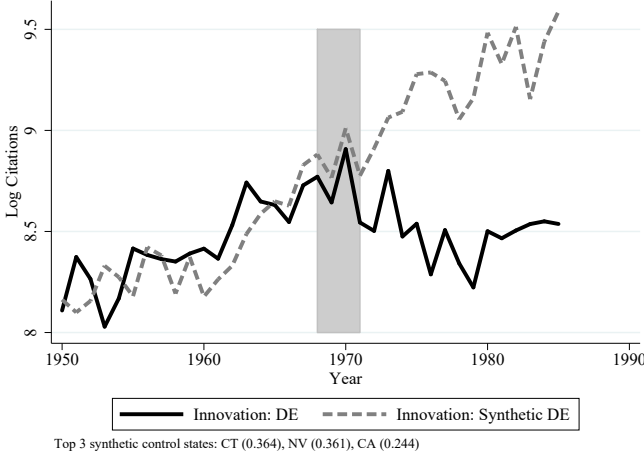 9.5
9
8.5
8
Log Citations
1950 1960 1970 1980 1990
Year
Innovation: DE Innovation: Synthetic DE
Top 3 synthetic control states: CT (0.364), NV (0.361), CA (0.244)